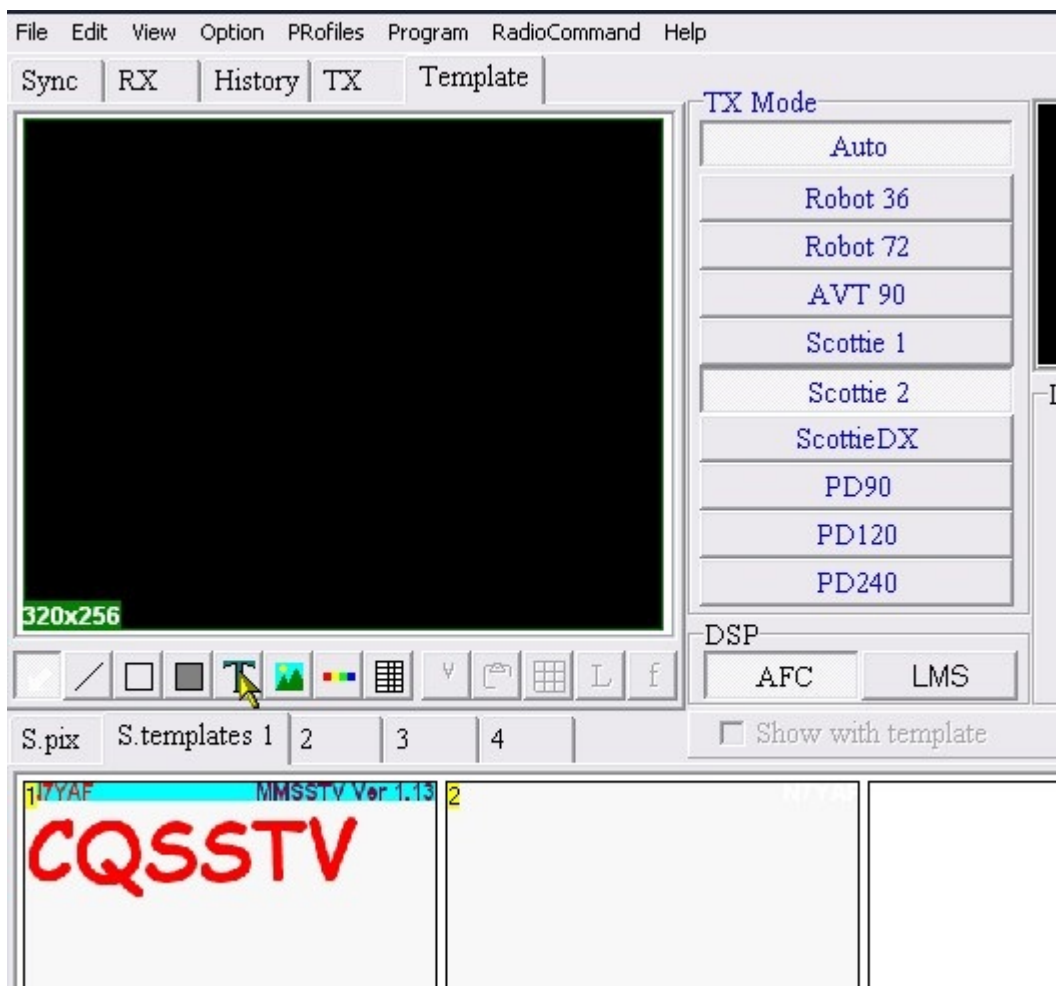 File Edit View Option PRofiles Program RadioCommand Help
Sync RX History TX Template
TX Mode
Auto
Robot 36
Robot 72
AVT 90
Scottie 1
Scottie 2
ScottieDX
PD90
PD120
PD240
320x256
DSP
AFC LMS
T L f
S.pix S.templates 1 2 3 4
Show with template
1 N7YAF MMSSTV Ver 1.13
CQSSTV
2 N7YAF